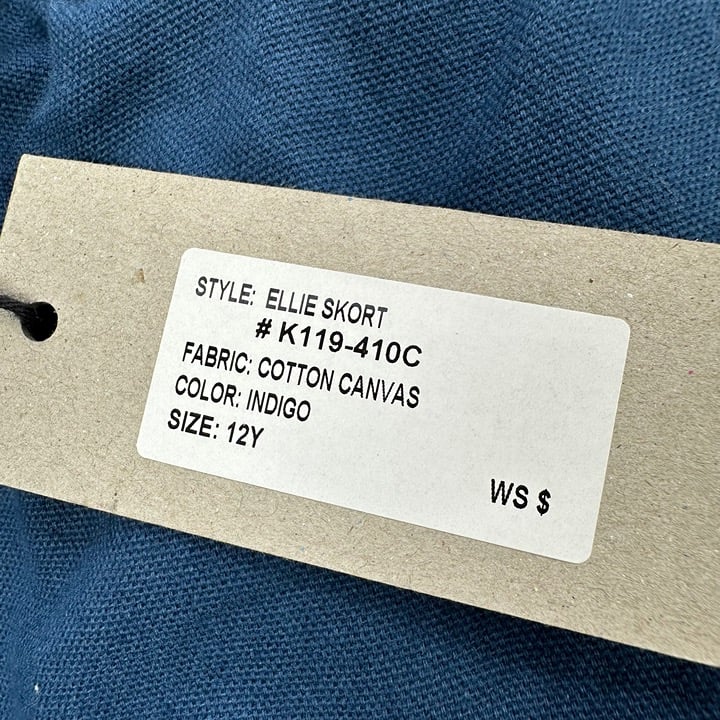 STYLE: ELLIE SKORT
# K119-410C
FABRIC: COTTON CANVAS
COLOR: INDIGO
SIZE: 12Y
WS $